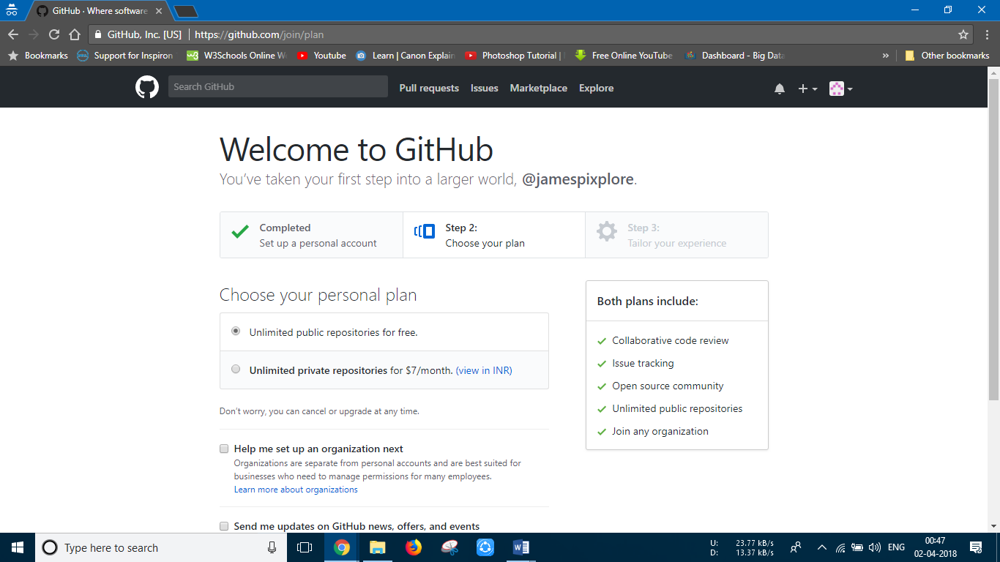 GitHub · Where software
GitHub, Inc. [US] | https://github.com/join/plan
Bookmarks Support for Inspiron W3Schools Online W Youtube Learn | Canon Explain Photoshop Tutorial | Free Online YouTube Dashboard - Big Data » Other bookmarks
Search GitHub Pull requests Issues Marketplace Explore
Welcome to GitHub
You've taken your first step into a larger world, @jamespixplore.
Completed
Set up a personal account
Step 2:
Choose your plan
Step 3:
Tailor your experience
Choose your personal plan
Unlimited public repositories for free.
Unlimited private repositories for $7/month. (view in INR)
Don't worry, you can cancel or upgrade at any time.
Help me set up an organization next
Organizations are separate from personal accounts and are best suited for
businesses who need to manage permissions for many employees.
Learn more about organizations
Send me updates on GitHub news, offers, and events
Both plans include:
Collaborative code review
Issue tracking
Open source community
Unlimited public repositories
Join any organization
Type here to search
U: 23.77 kB/s
D: 13.37 kB/s
ENG
00:47
02-04-2018